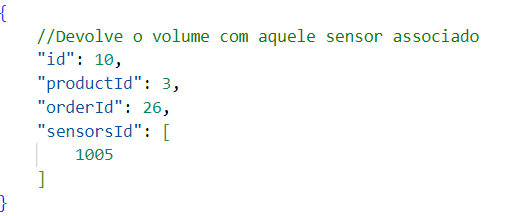 {
//Devolve o volume com aquele sensor associado
"id": 10,
"productId": 3,
"orderId": 26,
"sensorsId": [
1005
]
}